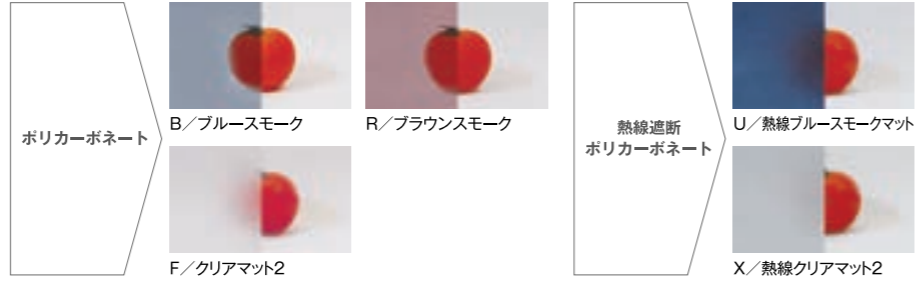 ポリカーボネート
B／ブルースモーク
R／ブラウンスモーク
F／クリアマット2
熱線遮断
ポリカーボネート
U／熱線ブルースモークマット
X／熱線クリアマット2